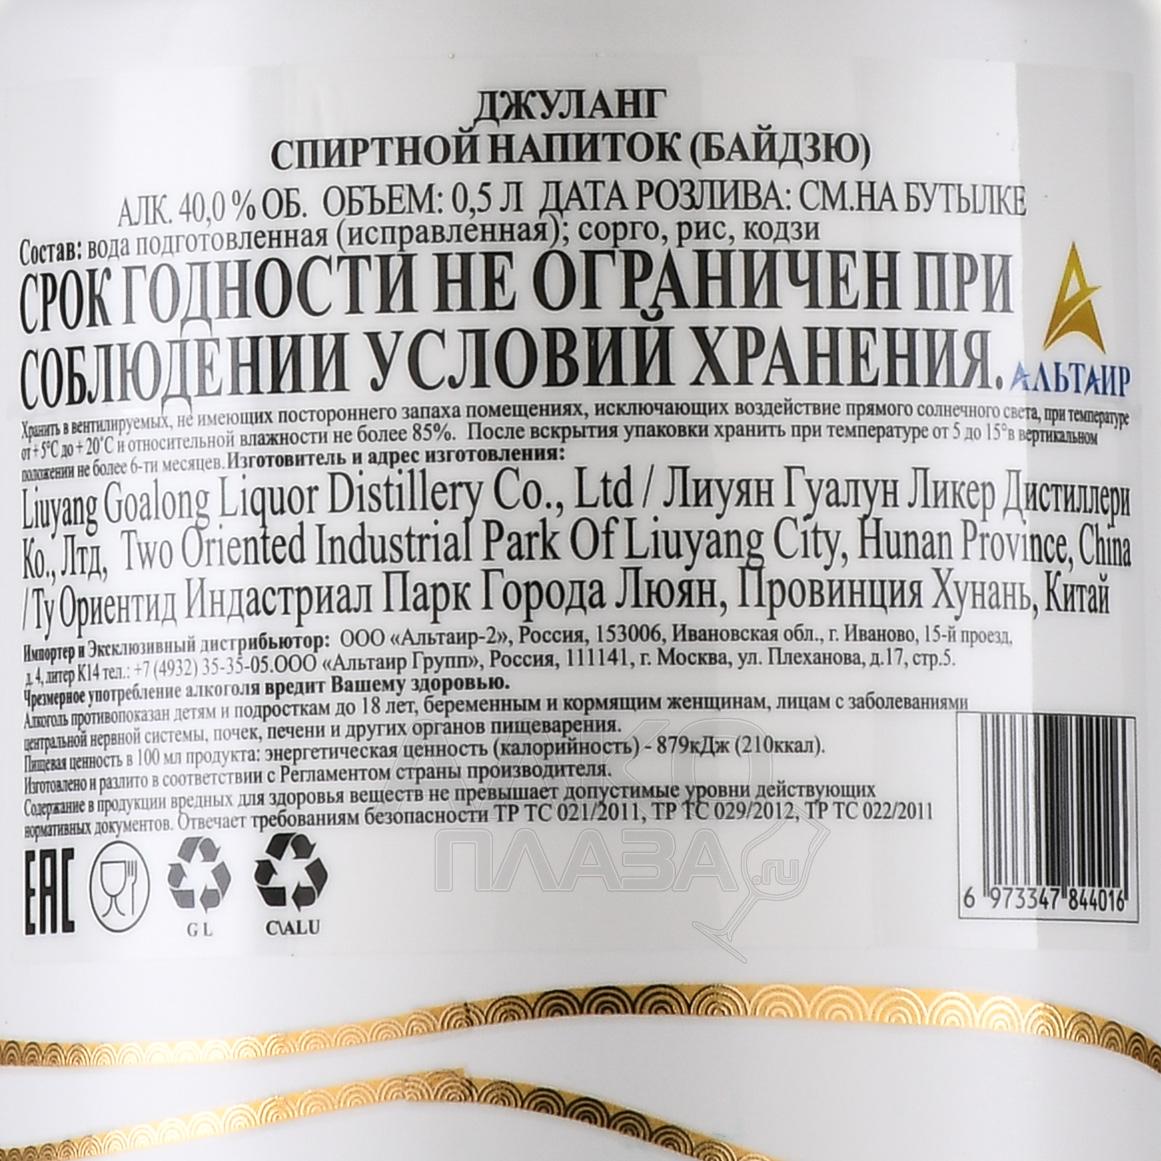 ДЖУЛАНГ
СПИРТНОЙ НАПИТОК (БАЙДЗЮ)
АЛК. 40,0 % ОБ. ОБЪЕМ: 0,5 Л ДАТА РОЗЛИВА: СМ.НА БУТЫЛКЕ
Состав: вода подготовленная (исправленная); сорго, рис, кодзи
СРОК ГОДНОСТИ НЕ ОГРАНИЧЕН ПРИ
СОБЛЮДЕНИИ УСЛОВИЙ ХРАНЕНИЯ.
АЛЬТАИР
Хранить в вентилируемых, не имеющих постороннего запаха помещениях, исключающих воздействие прямого солнечного света, при температуре
от +5°С до +20°С и относительной влажности не более 85%. После вскрытия упаковки хранить при температуре от 5 до 15°в вертикальном
положении не более 6-ти месяцев. Изготовитель и адрес изготовления:
Liuyang Goalong Liquor Distillery Co., Ltd / Лиуян Гуалун Ликер Дистиллери
Ко., Лтд, Two Oriented Industrial Park Of Liuyang City, Hunan Province, China
/ Ту Ориентид Индастриал Парк Города Люян, Провинция Хунань, Китай
Импортер и Эксклюзивный дистрибьютор: ООО «Альтаир-2», Россия, 153006, Ивановская обл., г. Иваново, 15-й проезд,
д. 4, литер К14 тел.: +7 (4932) 35-35-05.ООО «Альтаир Групп», Россия, 111141, г. Москва, ул. Плеханова, д.17, стр.5.
Чрезмерное употребление алкоголя вредит Вашему здоровью.
Алкоголь противопоказан детям и подросткам до 18 лет, беременным и кормящим женщинам, лицам с заболеваниями
центральной нервной системы, почек, печени и других органов пищеварения.
Пищевая ценность в 100 мл продукта: энергетическая ценность (калорийность) - 879кДж (210ккал).
Изготовлено и разлито в соответствии с Регламентом страны производителя.
Содержание в продукции вредных для здоровья веществ не превышает допустимые уровни действующих
нормативных документов. Отвечает требованиям безопасности ТР ТС 021/2011, ТР ТС 029/2012, ТР ТС 022/2011
EAC
GL
C\ALU
6 973347 844016
АЛКО
ПЛАЗА.ru